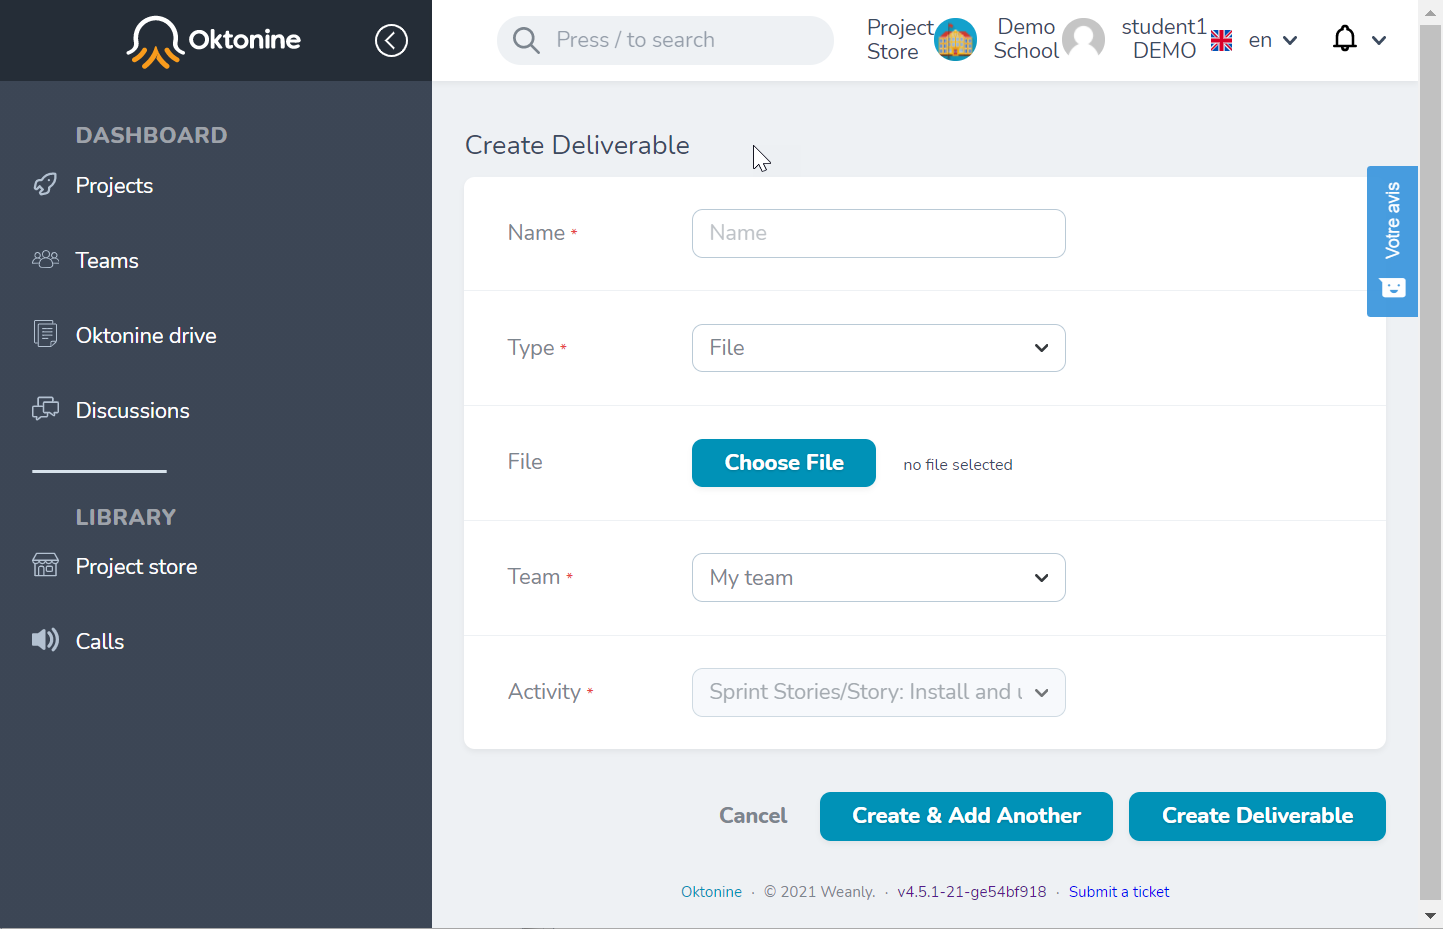 Oktonine
Press / to search
Project Store
Demo School
student1 DEMO
en
DASHBOARD
Projects
Teams
Oktonine drive
Discussions
LIBRARY
Project store
Calls
Create Deliverable
Votre avis
Name *
Name
Type *
File
File
Choose File
no file selected
Team *
My team
Activity *
Sprint Stories/Story: Install and
Cancel
Create & Add Another
Create Deliverable
Oktonine · © 2021 Weanly. · v4.5.1-21-ge54bf918 · Submit a ticket